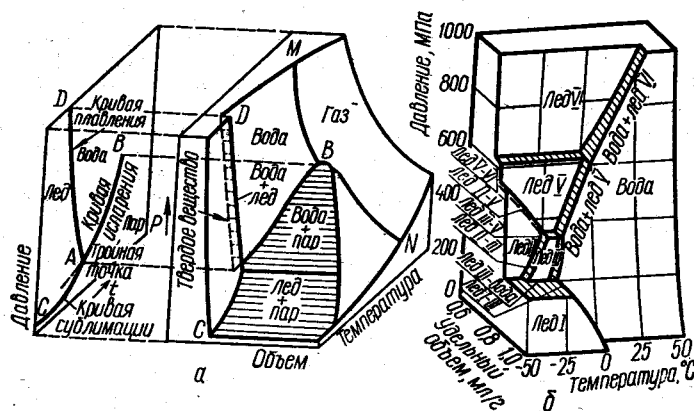 M
D
D
Кривая
плавления
Вода
B
Лед
Кривая
испарения
Пар
P
A
Тройная
точка
t
C
Кривая
сублимации
Давление
Твердое вещество
Вода
Вода
+
лед
Газ
B
Вода
+
пар
N
Лед
+
пар
C
Объем
Температура
а
Давление, МПа
1000
800
600
400
200
0
Лед VI
Вода+лед VI
Лед V
Вода+лед V
Вода
Лед II-V
Лед I
0,6
0,8
1,0
Удельный
объем, мл/г
-50
-25
0
25
50
Температура, °C
б